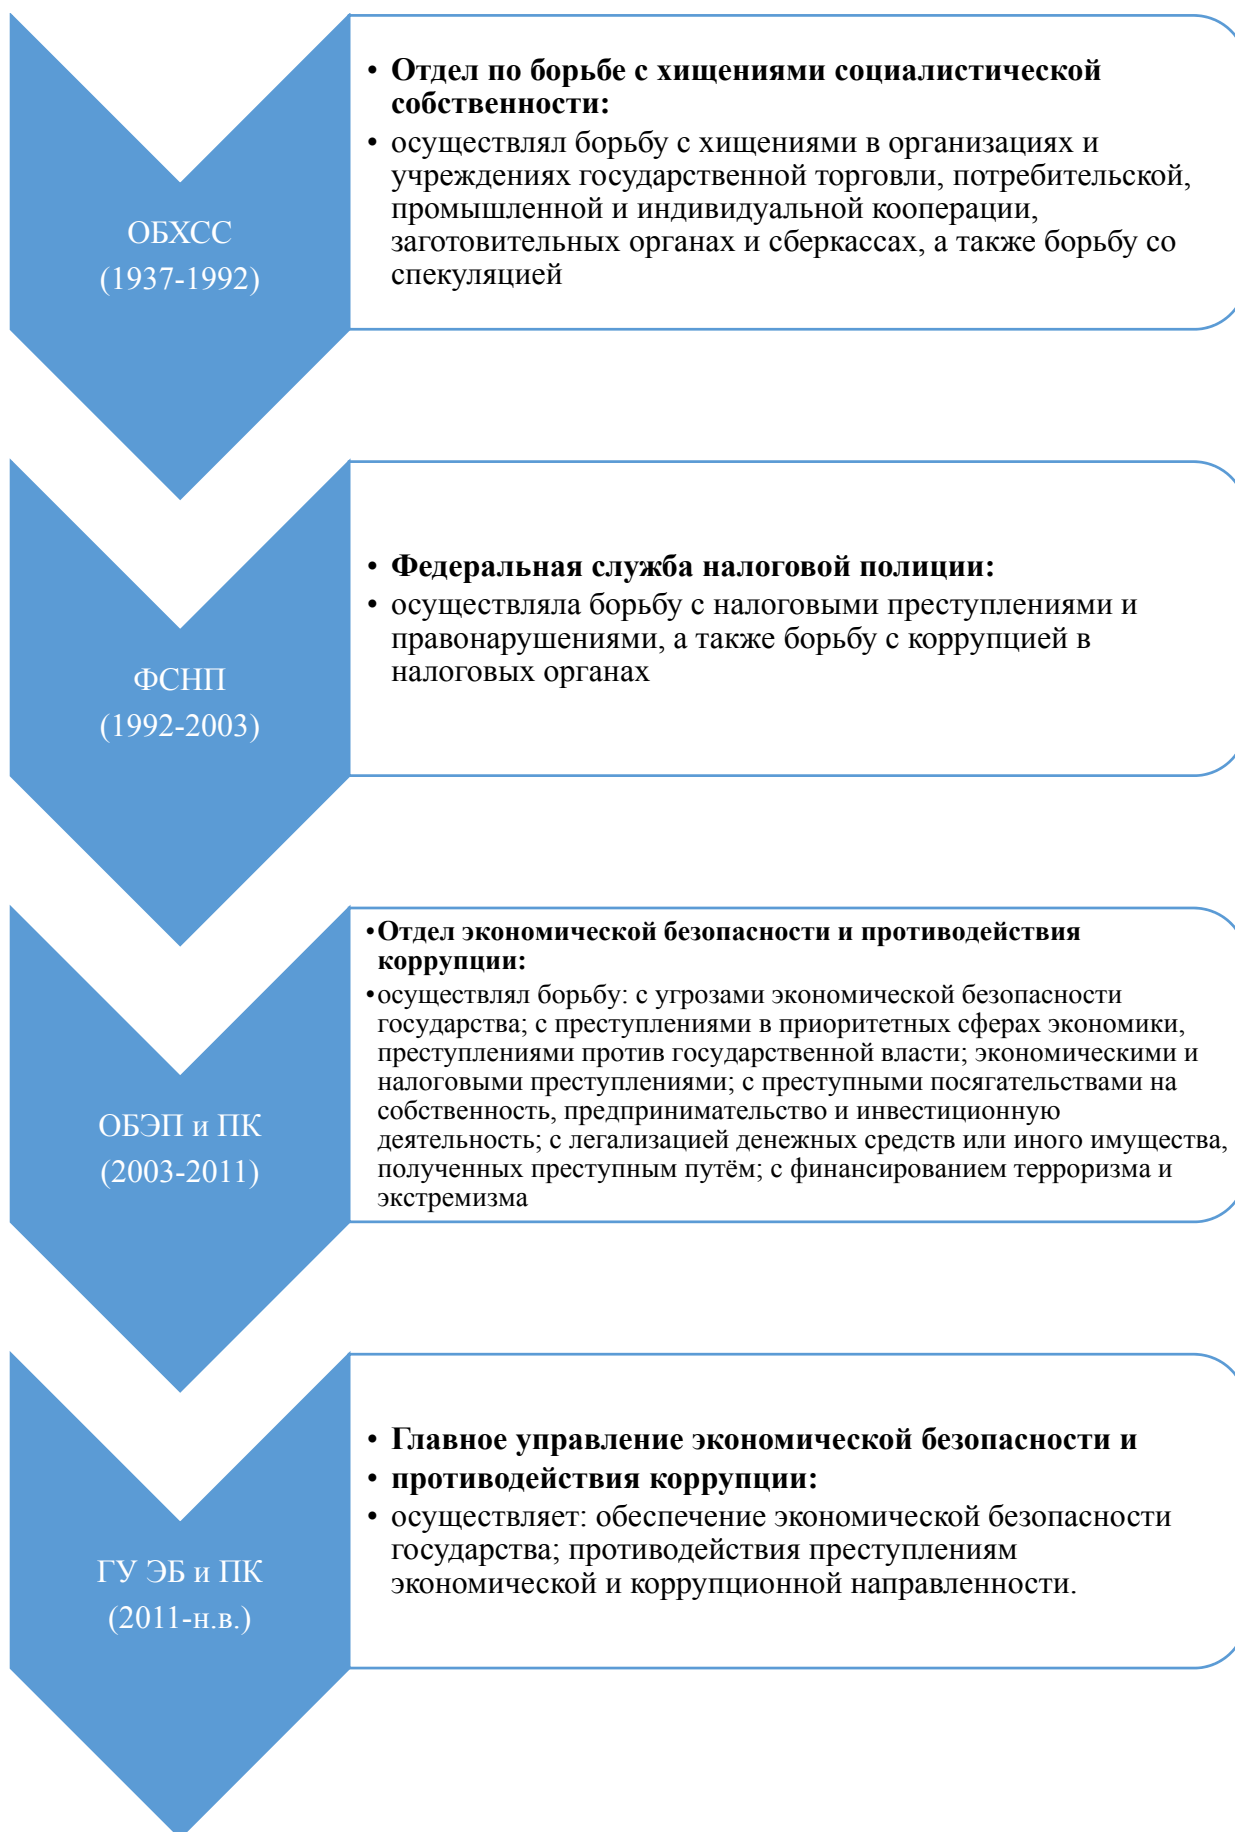 ОБХСС
(1937-1992)
• Отдел по борьбе с хищениями социалистической
собственности:
• осуществлял борьбу с хищениями в организациях и
учреждениях государственной торговли, потребительской,
промышленной и индивидуальной кооперации,
заготовительных органах и сберкассах, а также борьбу со
спекуляцией
ФСНП
(1992-2003)
• Федеральная служба налоговой полиции:
• осуществляла борьбу с налоговыми преступлениями и
правонарушениями, а также борьбу с коррупцией в
налоговых органах
ОБЭП и ПК
(2003-2011)
•Отдел экономической безопасности и противодействия
коррупции:
•осуществлял борьбу: с угрозами экономической безопасности
государства; с преступлениями в приоритетных сферах экономики,
преступлениями против государственной власти; экономическими и
налоговыми преступлениями; с преступными посягательствами на
собственность, предпринимательство и инвестиционную
деятельность; с легализацией денежных средств или иного имущества,
полученных преступным путём; с финансированием терроризма и
экстремизма
ГУ ЭБ и ПК
(2011-н.в.)
• Главное управление экономической безопасности и
• противодействия коррупции:
• осуществляет: обеспечение экономической безопасности
государства; противодействия преступлениям
экономической и коррупционной направленности.